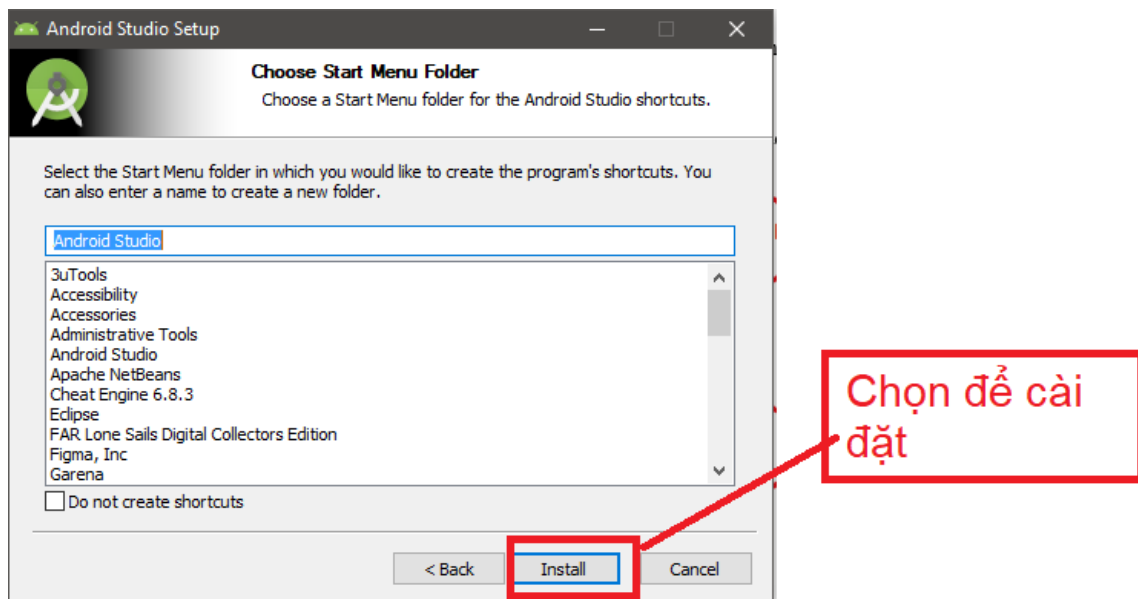 Android Studio Setup
Choose Start Menu Folder
Choose a Start Menu folder for the Android Studio shortcuts.
Select the Start Menu folder in which you would like to create the program's shortcuts. You
can also enter a name to create a new folder.
Android Studio
3uTools
Accessibility
Accessories
Administrative Tools
Android Studio
Apache NetBeans
Cheat Engine 6.8.3
Eclipse
FAR Lone Sails Digital Collectors Edition
Figma, Inc
Garena
Do not create shortcuts
< Back
Install
Cancel
Chọn để cài
đặt